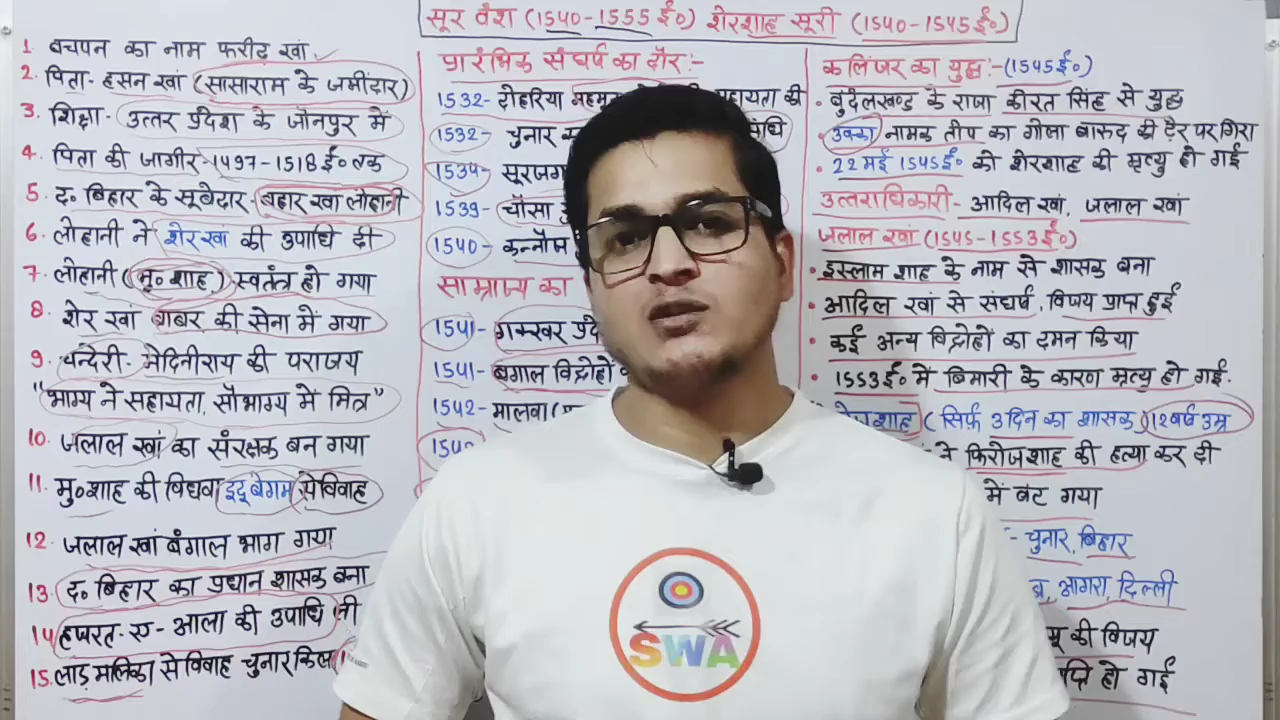 सूर वंश (1540-1555 ई०) शेरशाह सूरी (1540-1545 ई०)
1. बचपन का नाम फरीद खां.
2. पिता- हसन खां (सासाराम के जमींदार)
3. शिक्षा- उत्तर प्रदेश के जौनपुर में
4. पिता की जागीर-1497-1518 ई० तक
5. द० बिहार के सूबेदार- बहार खां लोहानी
6. लोहानी ने शेर खां की उपाधि दी
7. लोहानी (मु० शाह) स्वतंत्र हो गया
8. शेर खां बाबर की सेना में गया
9. चन्देरी- मेदिनीराय की पराजय
"भाग्य ने सहायता, सौभाग्य में मित्र"
10. जलाल खां का संरक्षक बन गया
11. मु० शाह की विधवा दूदू बेगम से विवाह
12. जलाल खां बंगाल भाग गया
13. द० बिहार का प्रधान शासक बना
14 हजरत-ए-आला की उपाधि ली
15. लाड़ मालिका से विवाह चुनार किला
प्रारंभिक संघर्ष का दौर:-
1532- दोहरिया सहायता की
1532- चुनार संधि
1534- सूरजग
1539- चौसा
1540- कन्नौज
साम्राज्य का
1541- गक्खर
1541- बंगाल विद्रोहों
1542- मालवा
कलिंजर का युद्ध:-(1545 ई०)
• बुंदेलखण्ड के राजा कीरत सिंह से युद्ध
• उक्का नामक तोप का गोला बारूद की ढ़ेर पर गिरा
• 22 मई 1545 ई० को शेरशाह की मृत्यु हो गई
उत्तराधिकारी- आदिल खां, जलाल खां
जलाल खां (1545-1553 ई०)
• इस्लाम शाह के नाम से शासक बना
• आदिल खां से संघर्ष, विजय प्राप्त हुई
• कई अन्य विद्रोहों का दमन किया
• 1553 ई० में बिमारी के कारण मृत्यु हो गई.
शाह (सिर्फ़ 3 दिन का शासक) 12 वर्ष उम्र
ने फिरोजशाह की हत्या कर दी
में बंट गया
- चुनार, बिहार
आगरा, दिल्ली
की विजय
हो गई
SWA